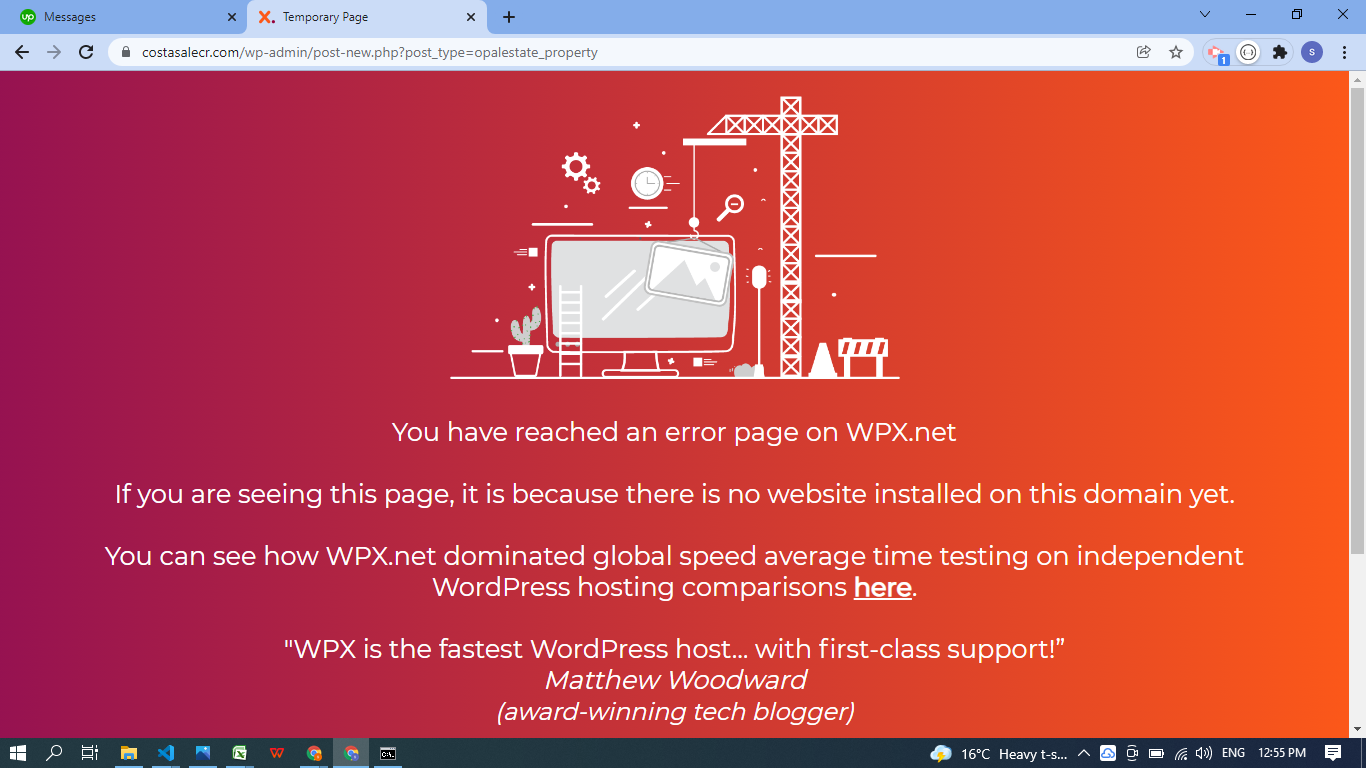 up Messages
Temporary Page
costasalecr.com/wp-admin/post-new.php?post_type=opalestate_property
1
S
You have reached an error page on WPX.net
If you are seeing this page, it is because there is no website installed on this domain yet.
You can see how WPX.net dominated global speed average time testing on independent
WordPress hosting comparisons here.
"WPX is the fastest WordPress host... with first-class support!”
Matthew Woodward
(award-winning tech blogger)
16°C Heavy t-s... ENG 12:55 PM